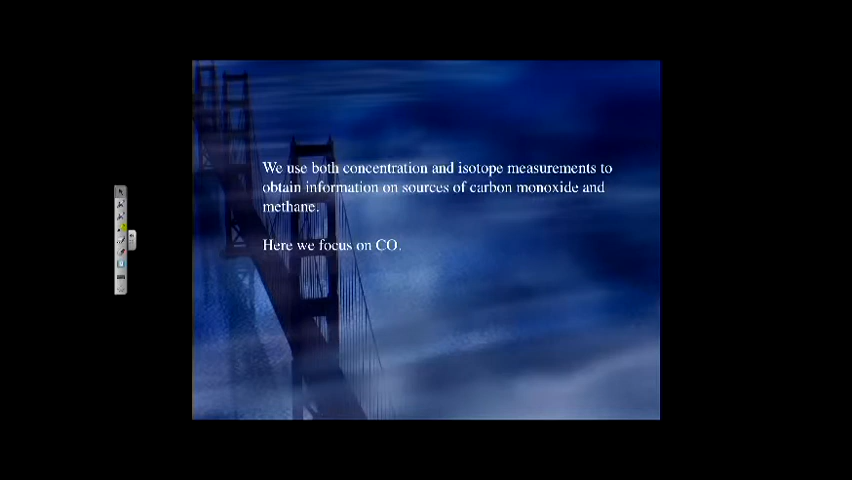 We use both concentration and isotope measurements to
obtain information on sources of carbon monoxide and
methane.
Here we focus on CO.